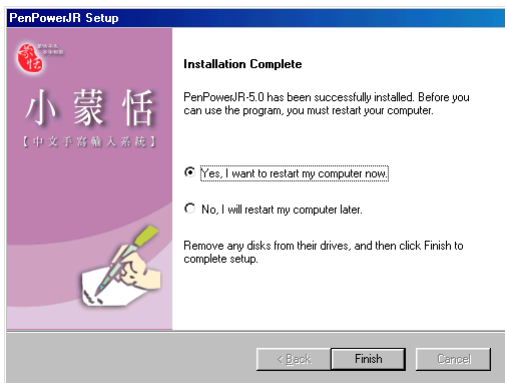 PenPowerJR Setup
蒙恬
小蒙恬
【中文手寫輸入系統】
Installation Complete
PenPowerJR-5.0 has been successfully installed. Before you
can use the program, you must restart your computer.
Yes, I want to restart my computer now.
No, I will restart my computer later.
Remove any disks from their drives, and then click Finish to
complete setup.
< Back
Finish
Cancel